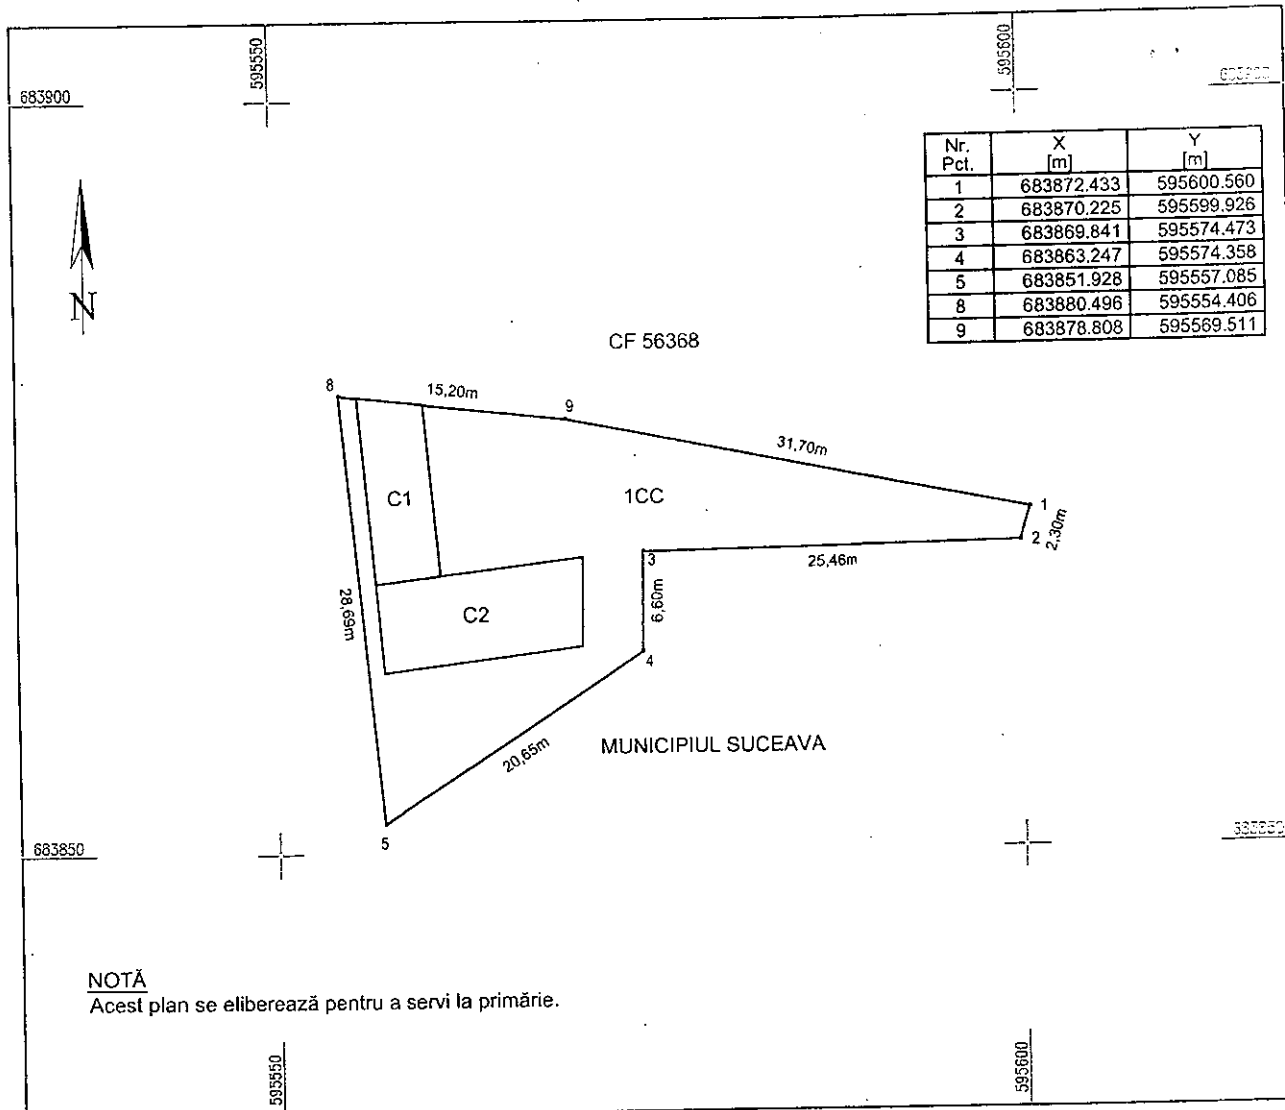 595550
595600
683900
Nr. Pct. X [m] Y [m]
1 683872.433 595600.560
2 683870.225 595599.926
3 683869.841 595574.473
4 683863.247 595574.358
5 683851.928 595557.085
8 683880.496 595554.406
9 683878.808 595569.511
N
CF 56368
8
15,20m
9
31,70m
C1
1CC
1
2
2,30m
3
25,46m
28,69m
C2
6,60m
4
MUNICIPIUL SUCEAVA
20,65m
5
683850
NOTĂ
Acest plan se eliberează pentru a servi la primărie.
595550
595600